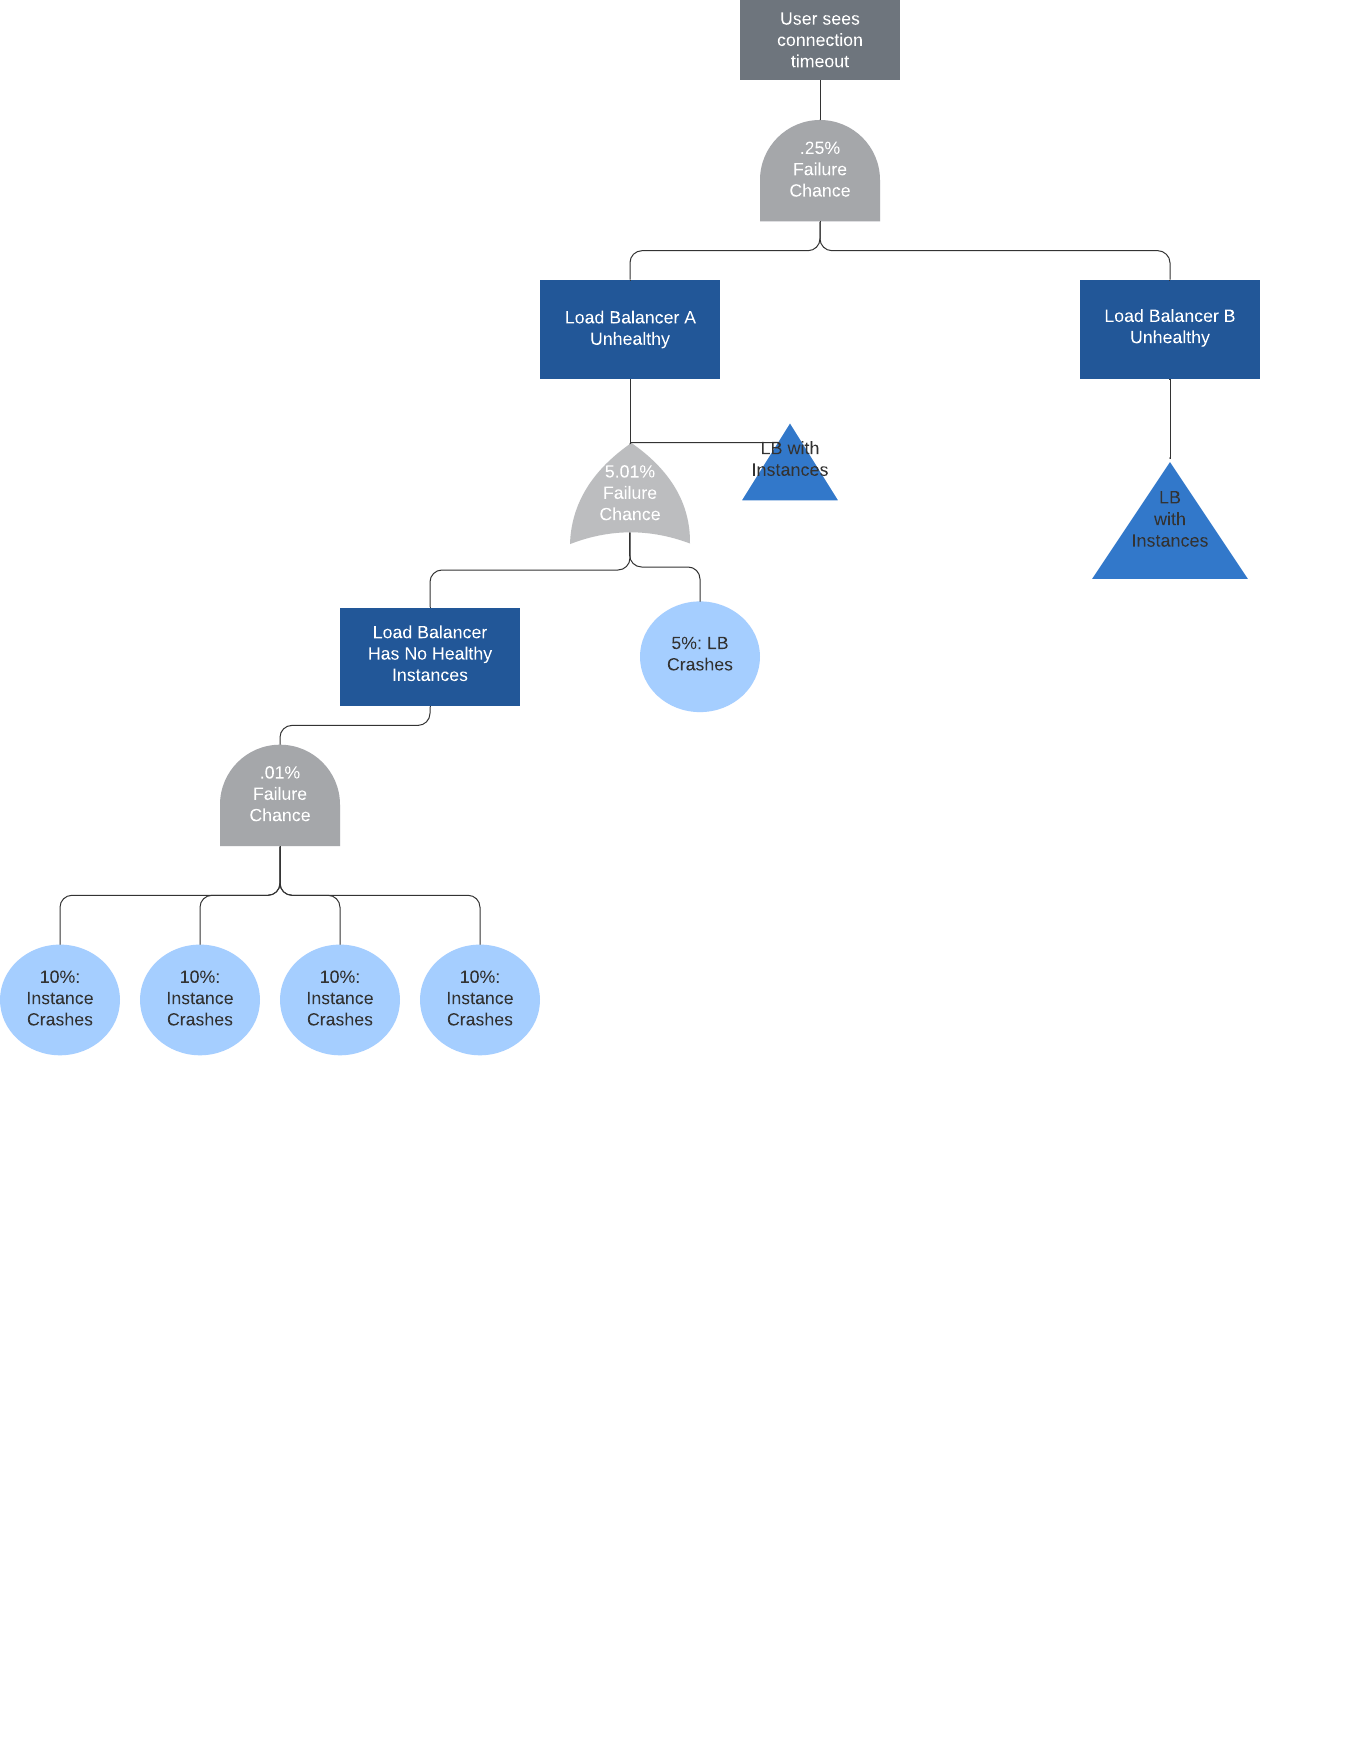 User sees
connection
timeout
.25%
Failure
Chance
Load Balancer A
Unhealthy
Load Balancer B
Unhealthy
LB with
Instances
5.01%
Failure
Chance
LB
with
Instances
Load Balancer
Has No Healthy
Instances
5%: LB
Crashes
.01%
Failure
Chance
10%:
Instance
Crashes
10%:
Instance
Crashes
10%:
Instance
Crashes
10%:
Instance
Crashes